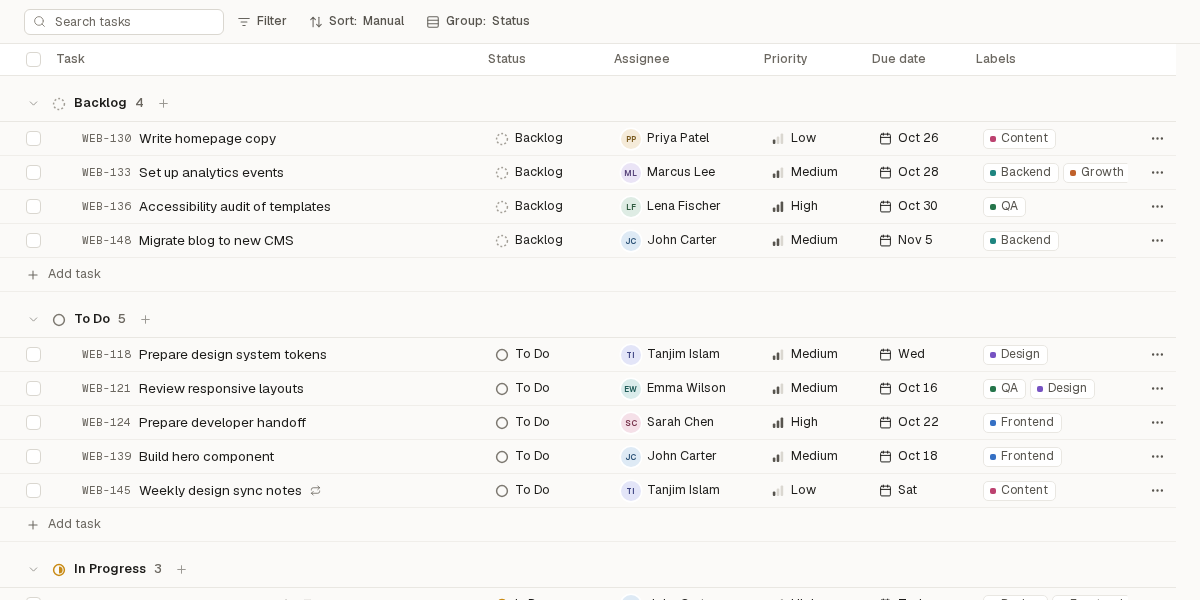 Search tasks Filter Sort: Manual Group: Status
Task Status Assignee Priority Due date Labels
Backlog 4
WEB-130 Write homepage copy Backlog PP Priya Patel Low Oct 26 Content
WEB-133 Set up analytics events Backlog ML Marcus Lee Medium Oct 28 Backend Growth
WEB-136 Accessibility audit of templates Backlog LF Lena Fischer High Oct 30 QA
WEB-148 Migrate blog to new CMS Backlog JC John Carter Medium Nov 5 Backend
Add task
To Do 5
WEB-118 Prepare design system tokens To Do TI Tanjim Islam Medium Wed Design
WEB-121 Review responsive layouts To Do EW Emma Wilson Medium Oct 16 QA Design
WEB-124 Prepare developer handoff To Do SC Sarah Chen High Oct 22 Frontend
WEB-139 Build hero component To Do JC John Carter Medium Oct 18 Frontend
WEB-145 Weekly design sync notes To Do TI Tanjim Islam Low Sat Content
Add task
In Progress 3